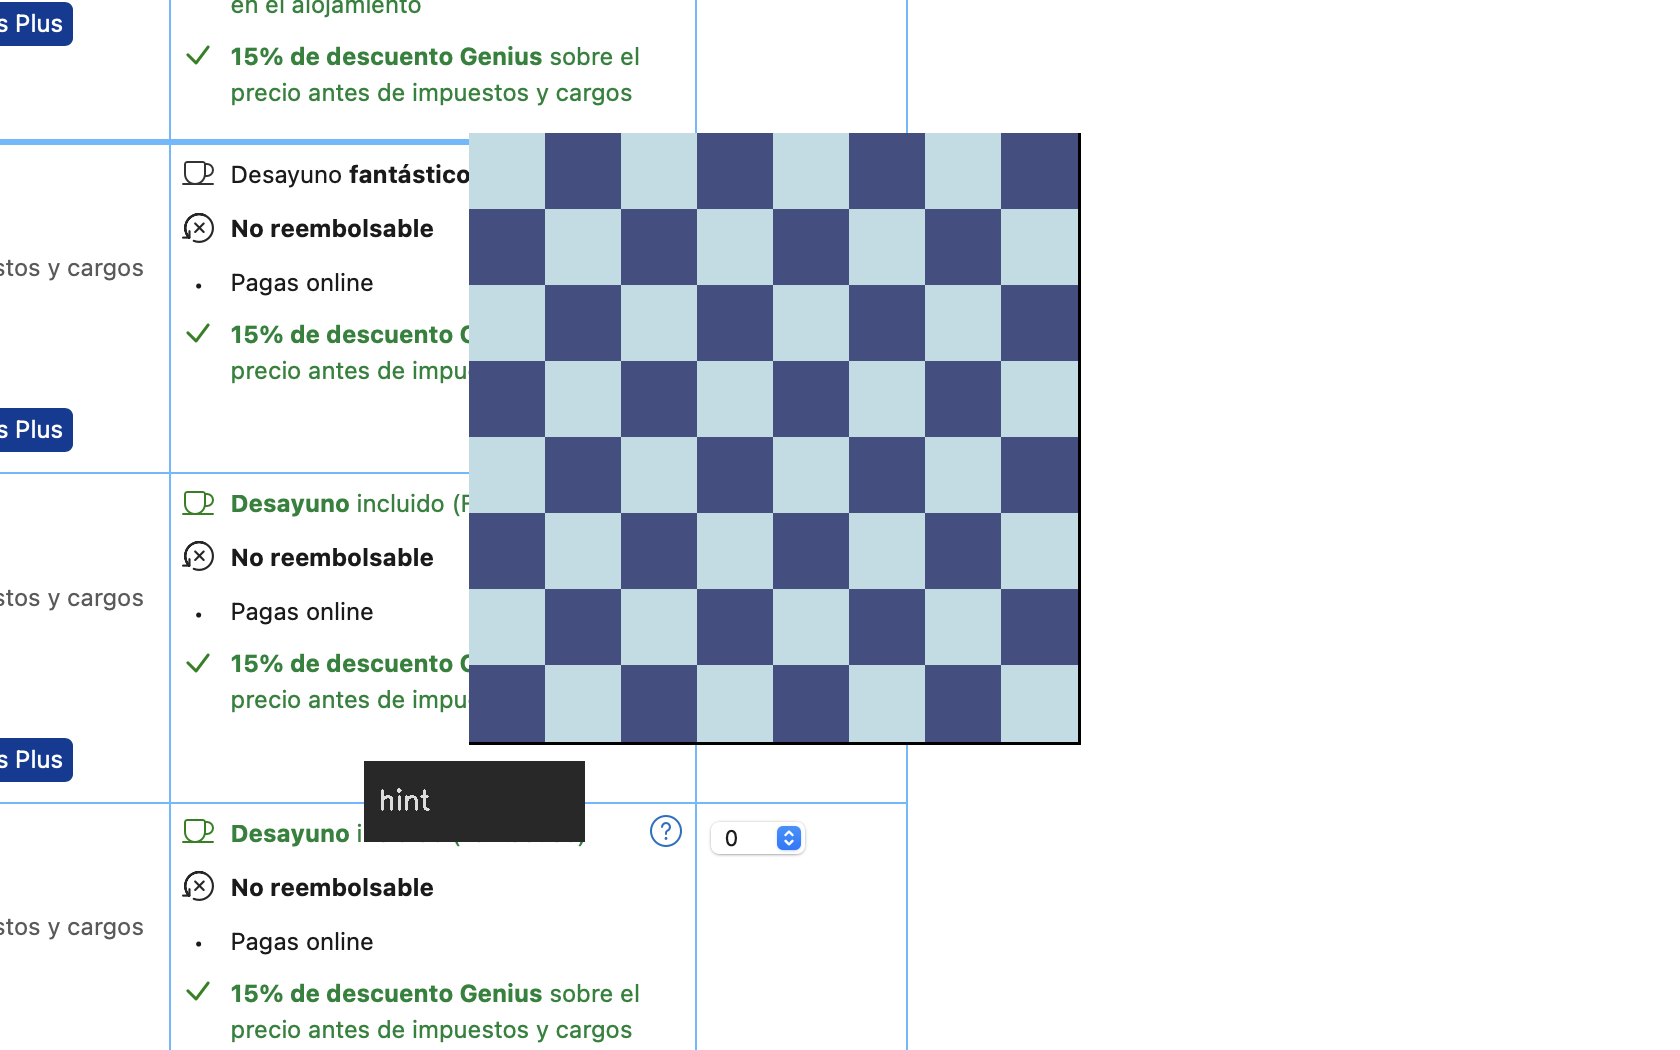 en el alojamiento
s Plus
15% de descuento Genius sobre el
precio antes de impuestos y cargos
Desayuno fantástico
No reembolsable
stos y cargos
Pagas online
15% de descuento
precio antes de impu
s Plus
Desayuno incluido
No reembolsable
stos y cargos
Pagas online
15% de descuento
precio antes de impu
s Plus
hint
Desayuno
?
0
No reembolsable
stos y cargos
Pagas online
15% de descuento Genius sobre el
precio antes de impuestos y cargos